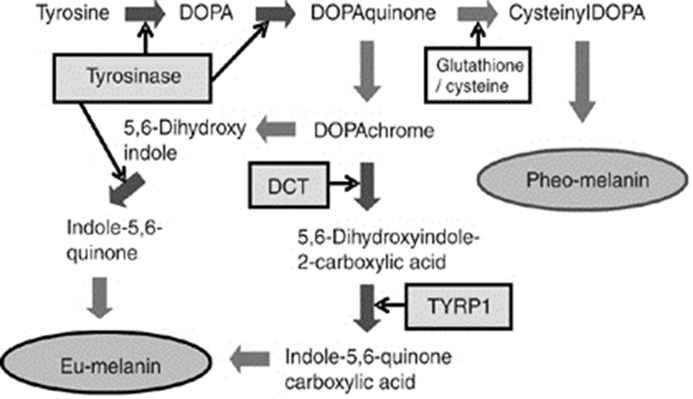 Tyrosine
DOPA
DOPAquinone
CysteinylDOPA
Tyrosinase
Glutathione
/ cysteine
5,6-Dihydroxy
indole
DOPAchrome
DCT
Pheo-melanin
Indole-5,6-
quinone
5,6-Dihydroxyindole-
2-carboxylic acid
TYRP1
Eu-melanin
Indole-5,6-quinone
carboxylic acid